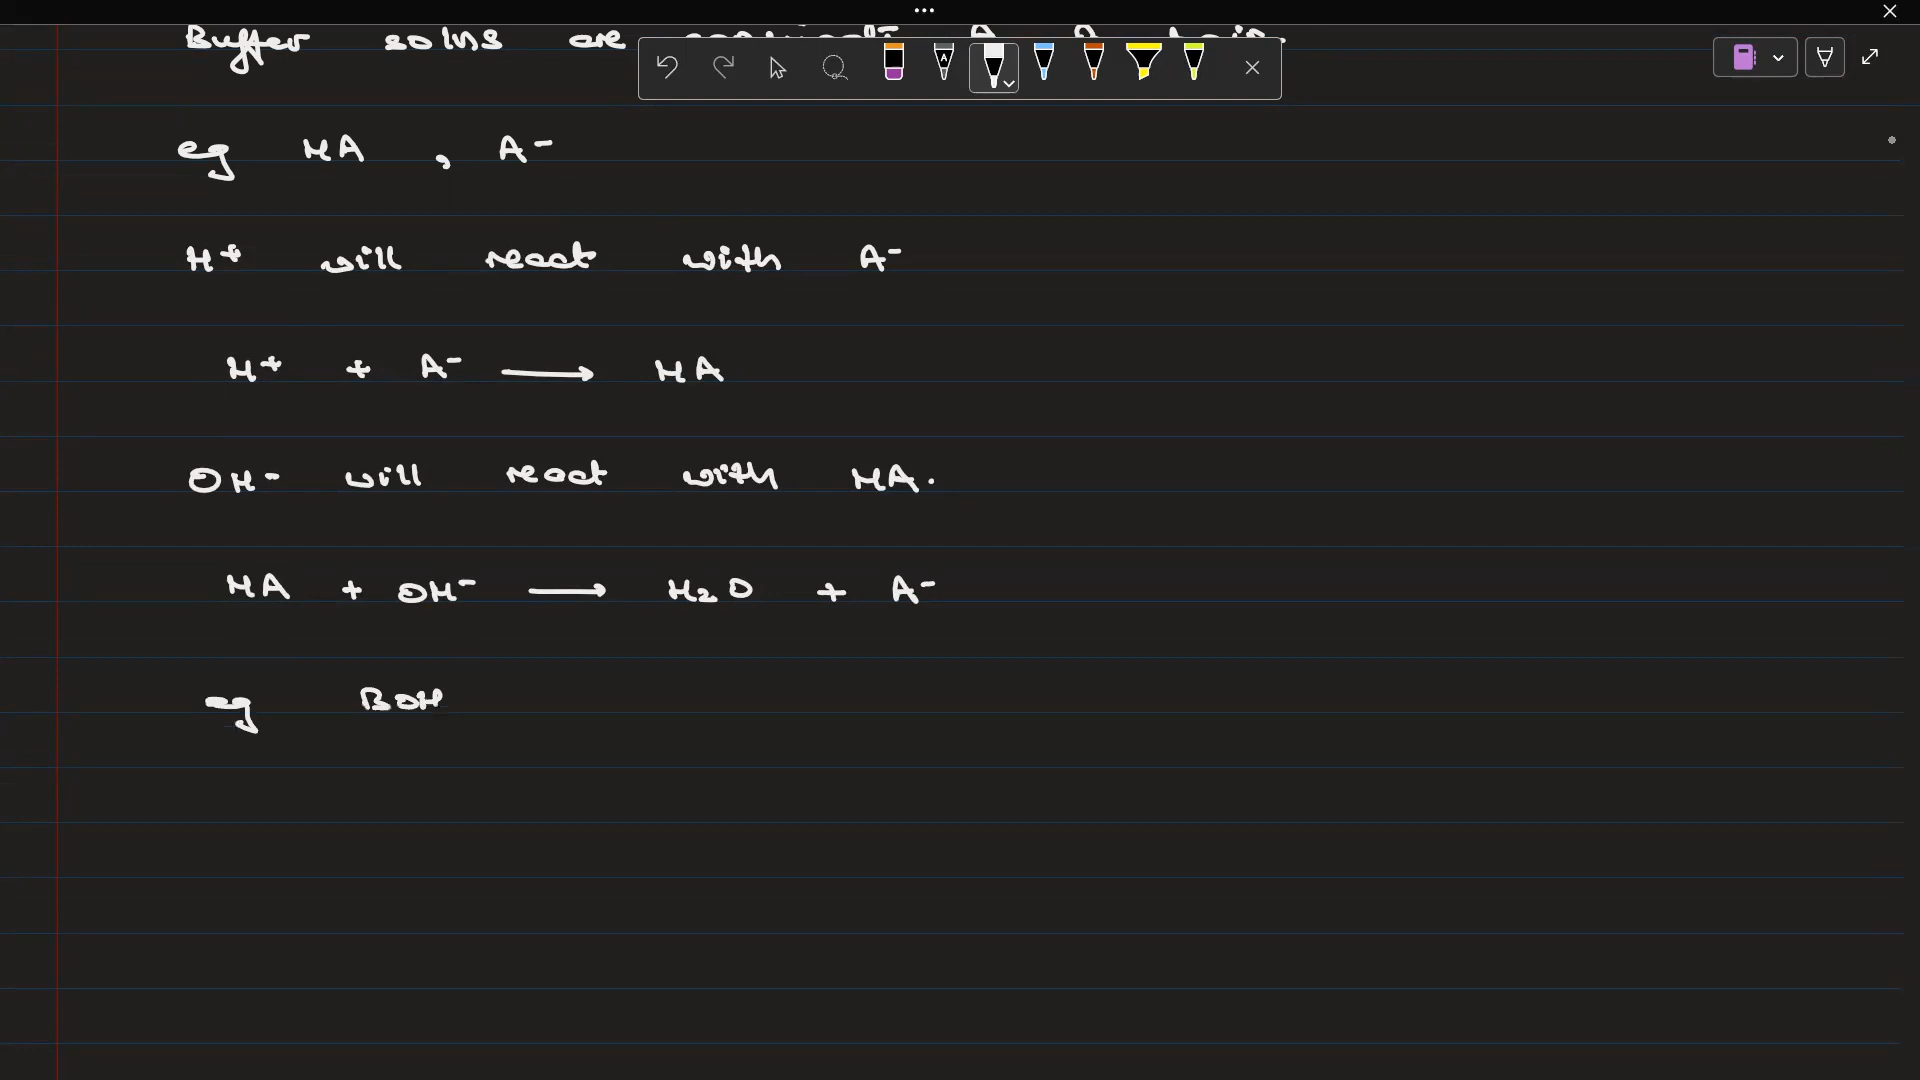 Buffer solns are
eg HA , A-
H+ will react with A-
H+ + A- → HA
OH- will react with HA.
HA + OH- → H2O + A-
eg BOH